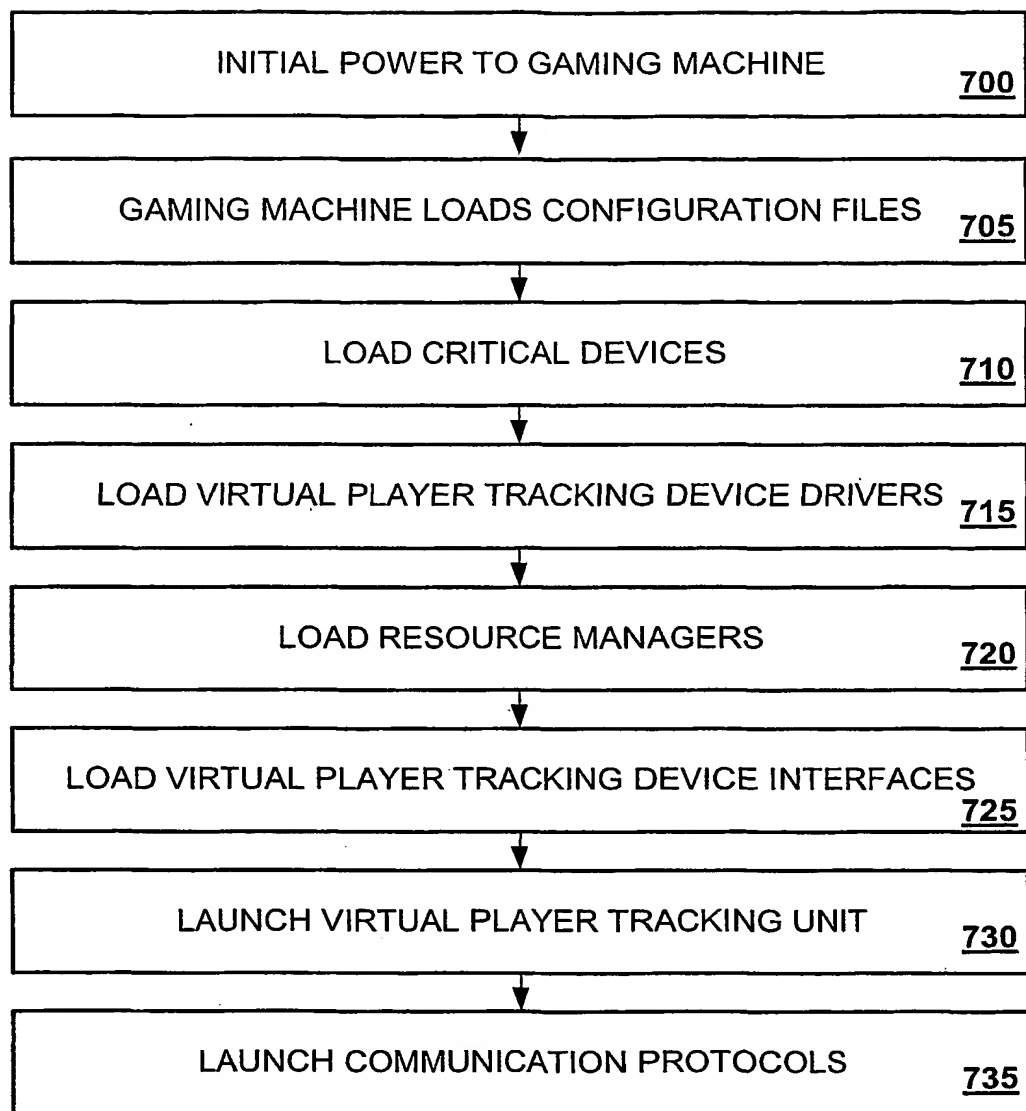 INITIAL POWER TO GAMING MACHINE
700
GAMING MACHINE LOADS CONFIGURATION FILES
705
LOAD CRITICAL DEVICES
710
LOAD VIRTUAL PLAYER TRACKING DEVICE DRIVERS
715
LOAD RESOURCE MANAGERS
720
LOAD VIRTUAL PLAYER TRACKING DEVICE INTERFACES
725
LAUNCH VIRTUAL PLAYER TRACKING UNIT
730
LAUNCH COMMUNICATION PROTOCOLS
735